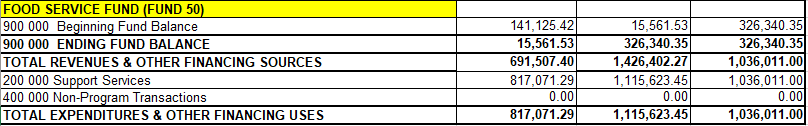 FOOD SERVICE FUND (FUND 50)
900 000 Beginning Fund Balance 141,125.42 15,561.53 326,340.35
900 000 ENDING FUND BALANCE 15,561.53 326,340.35 326,340.35
TOTAL REVENUES & OTHER FINANCING SOURCES 691,507.40 1,426,402.27 1,036,011.00
200 000 Support Services 817,071.29 1,115,623.45 1,036,011.00
400 000 Non-Program Transactions 0.00 0.00 0.00
TOTAL EXPENDITURES & OTHER FINANCING USES 817,071.29 1,115,623.45 1,036,011.00